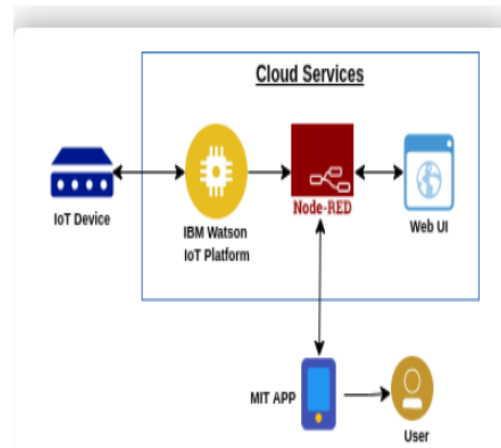 Cloud Services
IoT Device
IBM Watson
IoT Platform
Node-RED
Web UI
MIT APP
User